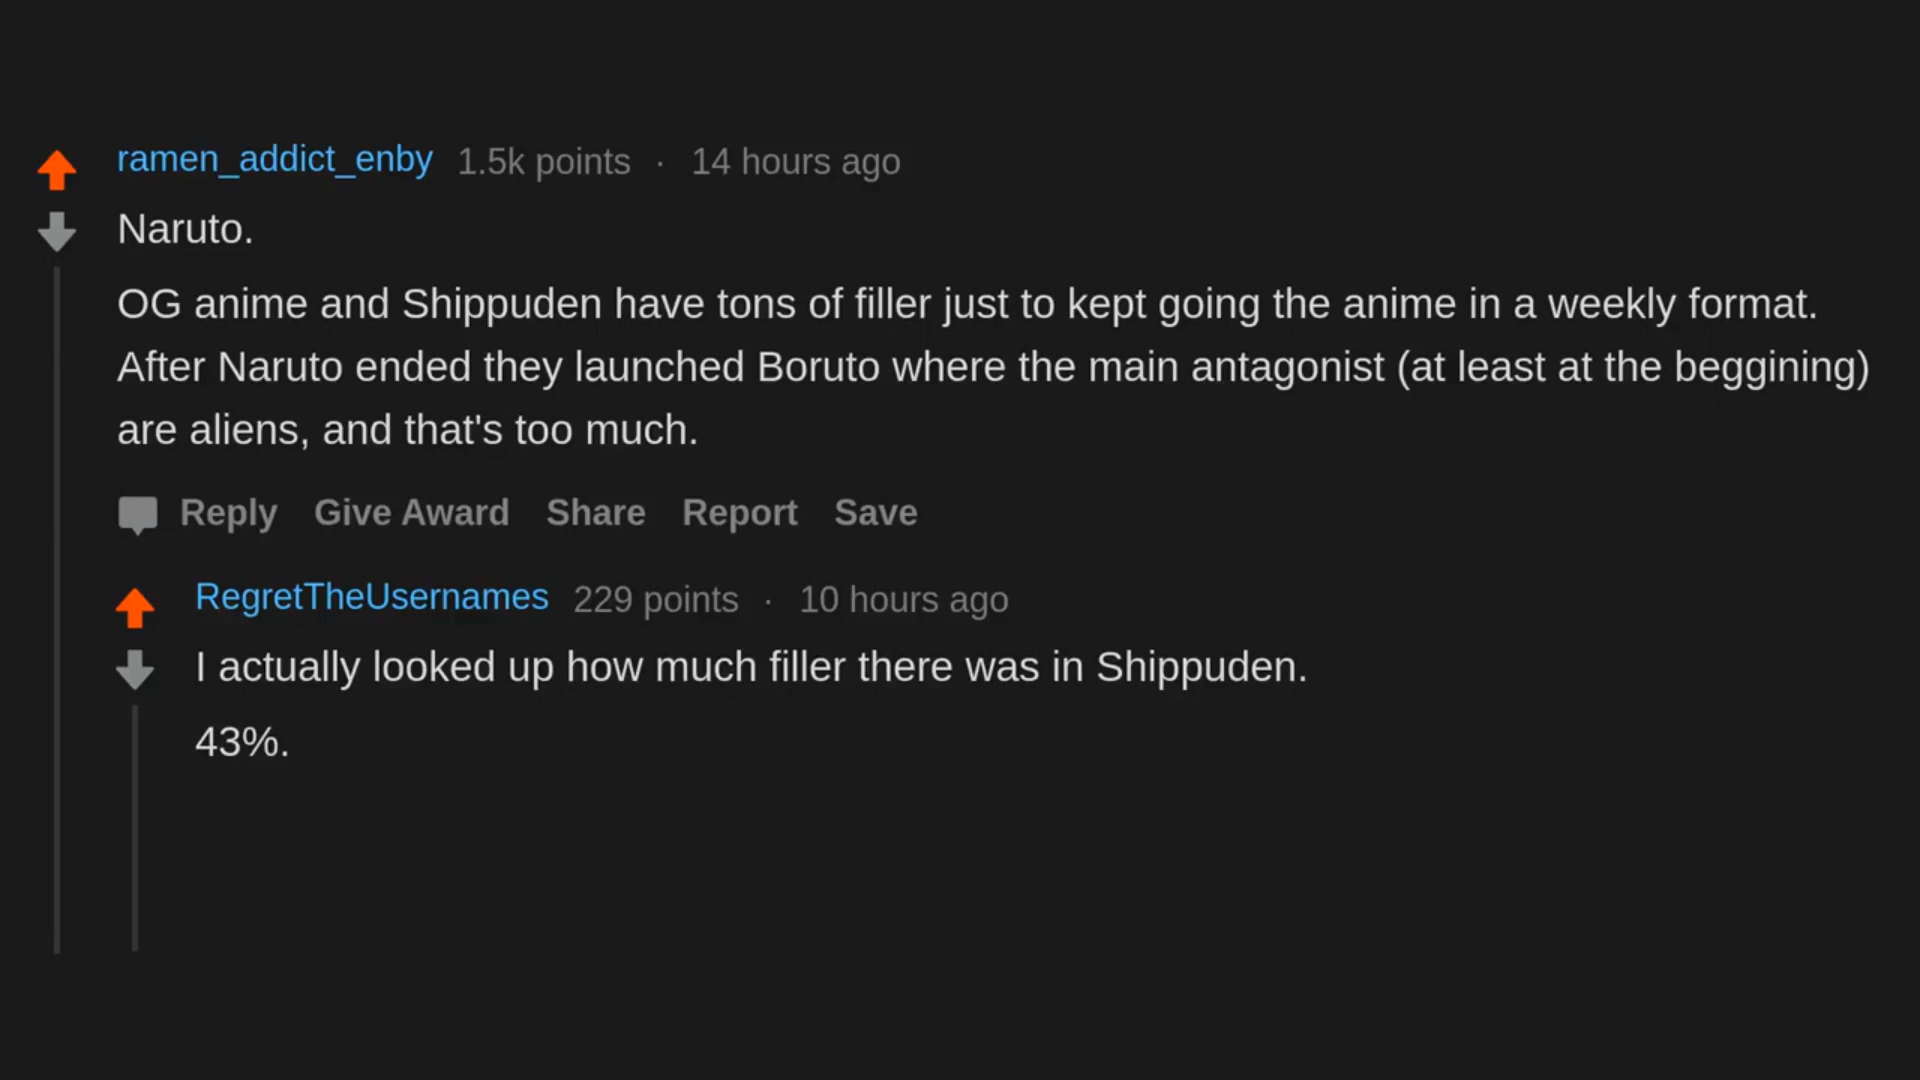 ramen_addict_enby 1.5k points · 14 hours ago
Naruto.
OG anime and Shippuden have tons of filler just to kept going the anime in a weekly format.
After Naruto ended they launched Boruto where the main antagonist (at least at the beggining)
are aliens, and that's too much.
Reply Give Award Share Report Save
RegretTheUsernames 229 points · 10 hours ago
I actually looked up how much filler there was in Shippuden.
43%.